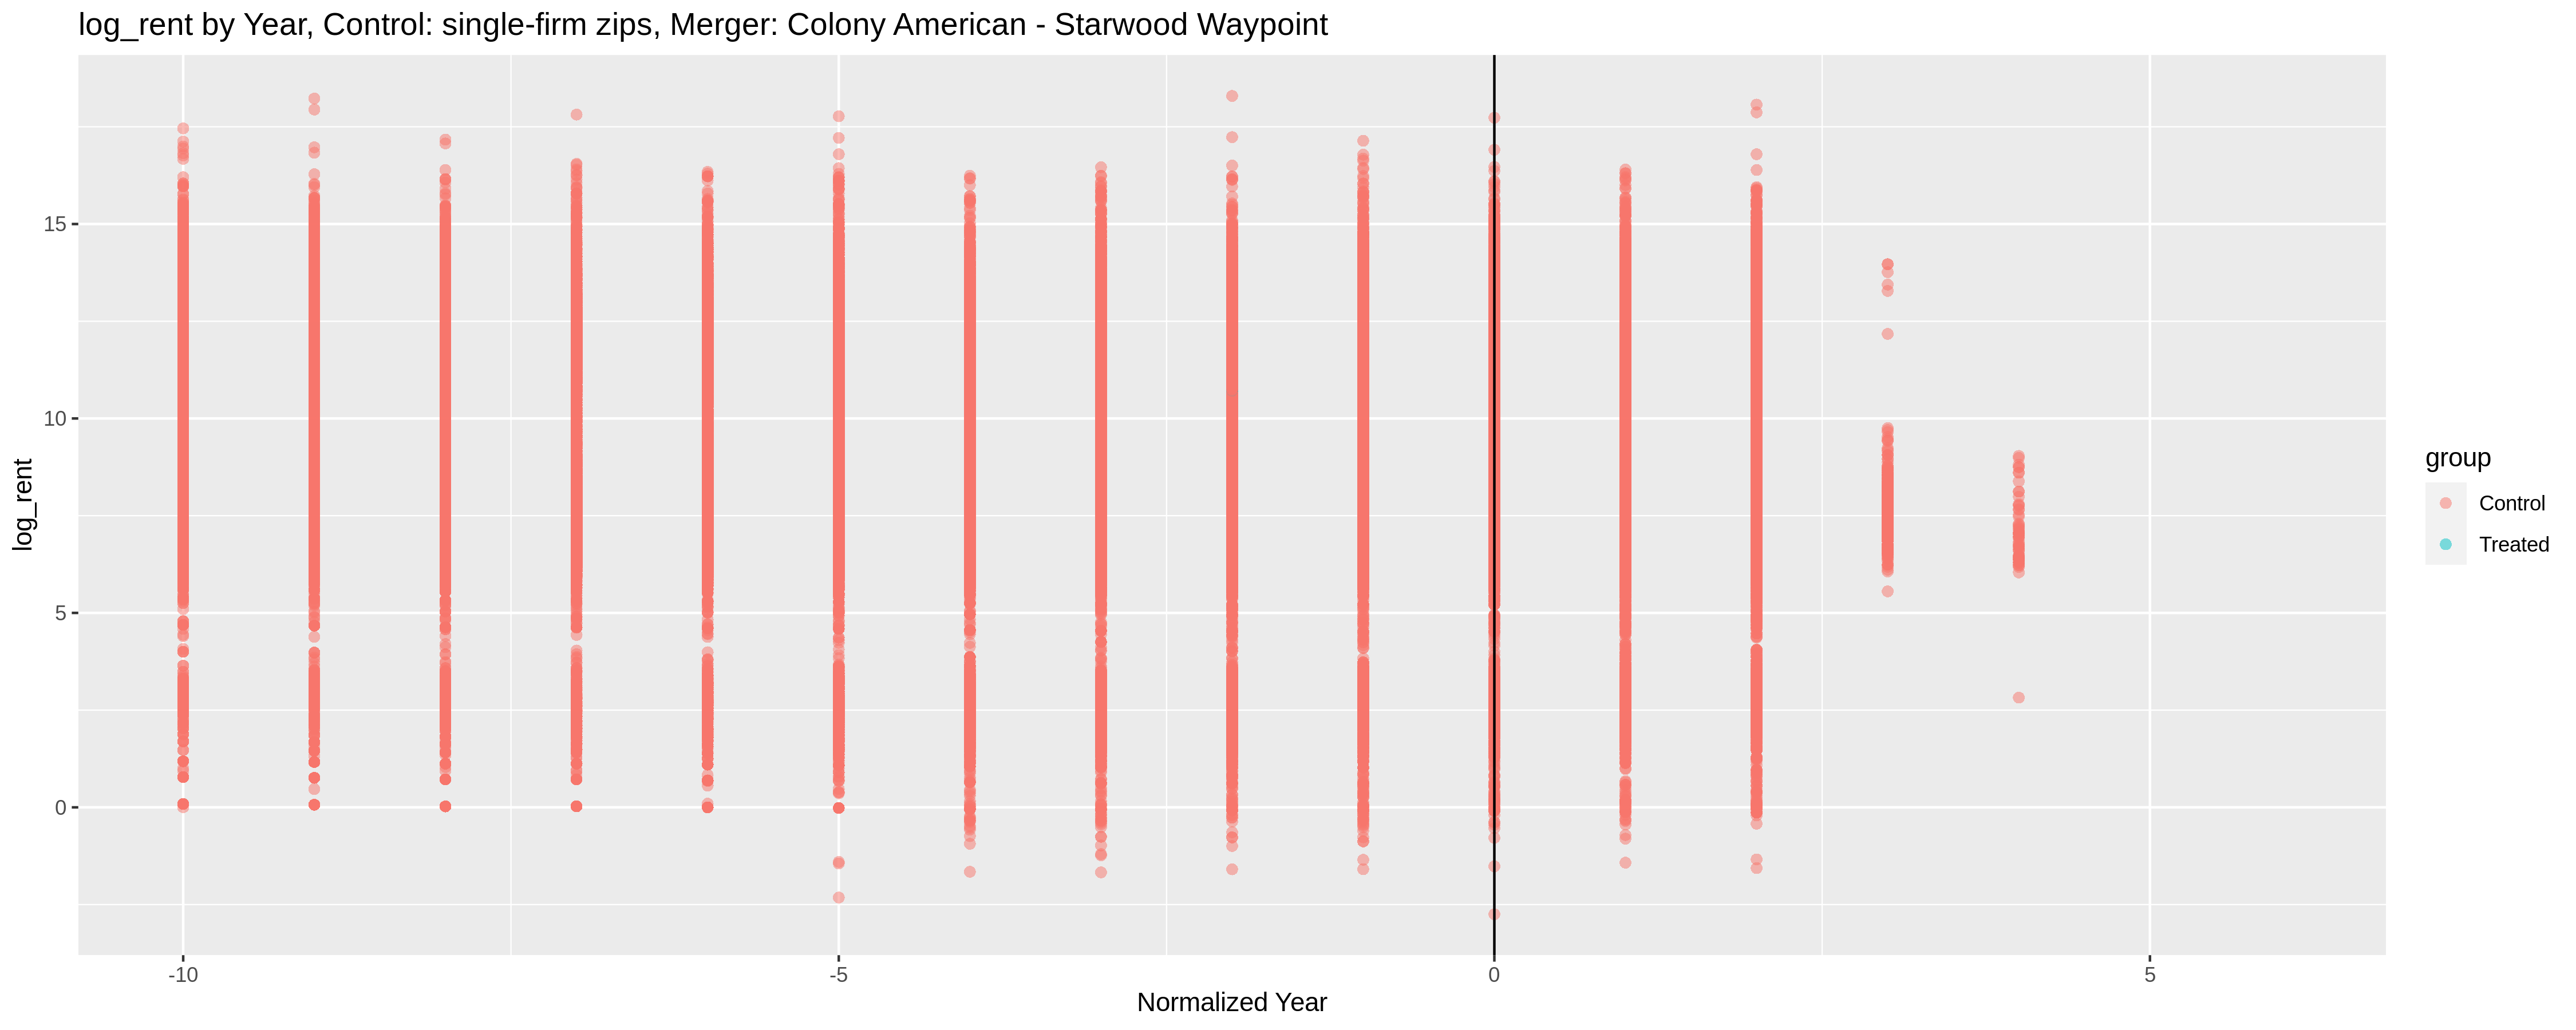 log_rent by Year, Control: single-firm zips, Merger: Colony American - Starwood Waypoint
log_rent
15
10
5
0
-10
-5
0
5
Normalized Year
group
Control
Treated